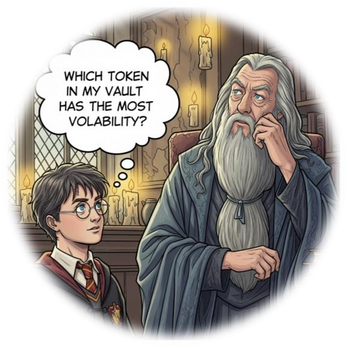 WHICH TOKEN
IN MY VAULT
HAS THE MOST
VOLABILITY?